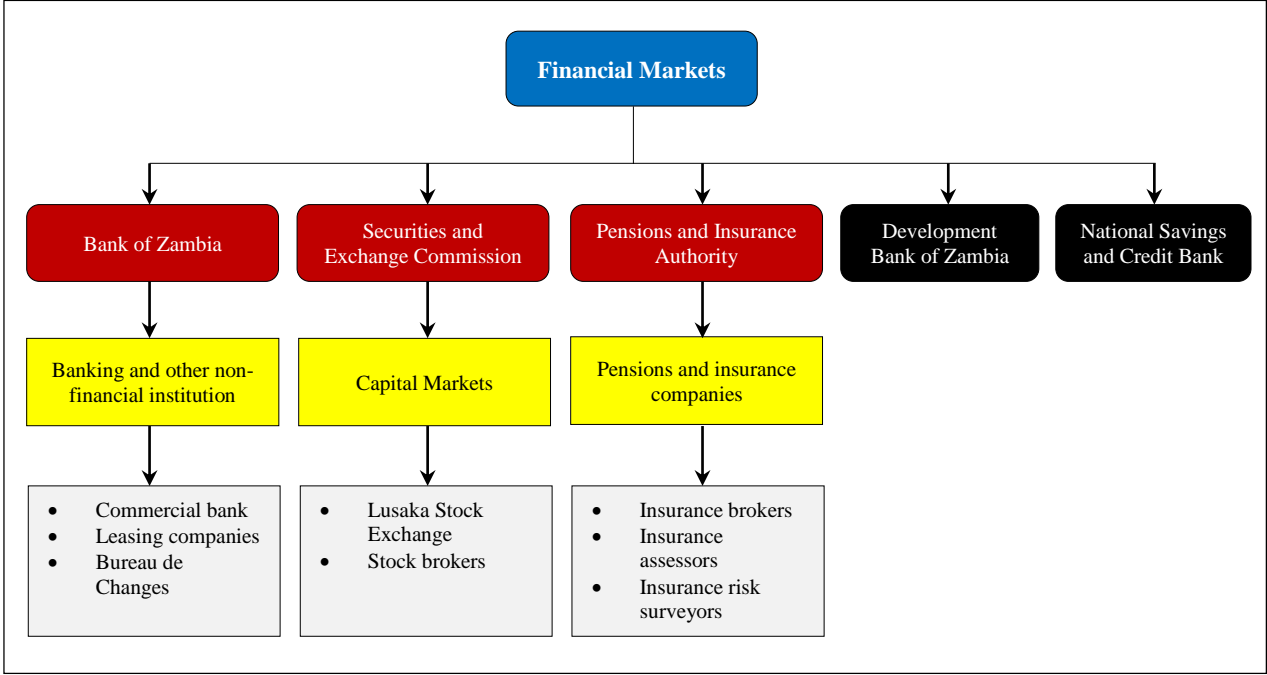 Financial Markets
Bank of Zambia
Securities and
Exchange Commission
Pensions and Insurance
Authority
Development
Bank of Zambia
National Savings
and Credit Bank
Banking and other non-
financial institution
Capital Markets
Pensions and insurance
companies
• Commercial bank
• Leasing companies
• Bureau de
Changes
• Lusaka Stock
Exchange
• Stock brokers
• Insurance brokers
• Insurance
assessors
• Insurance risk
surveyors